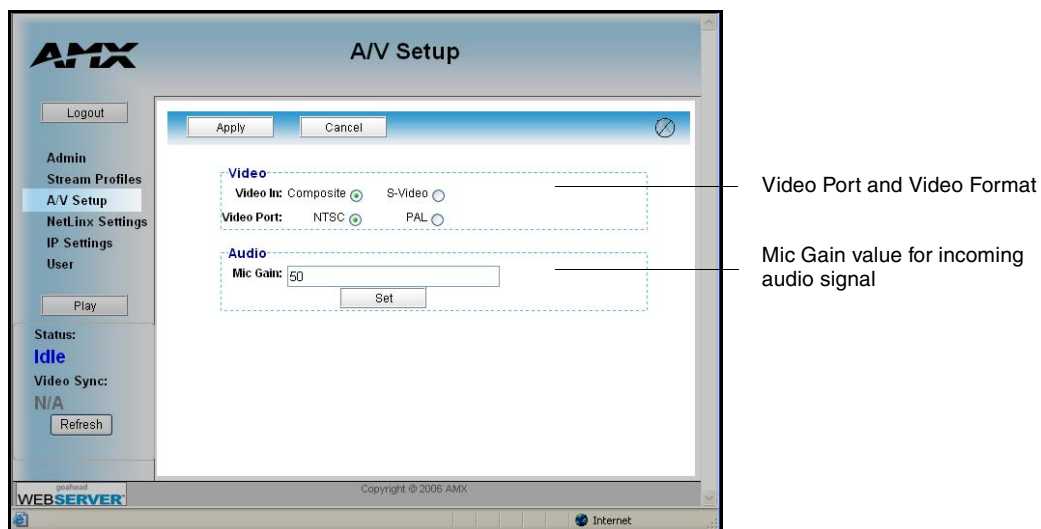 AMX
A/V Setup
Logout
Apply
Cancel
Admin
Stream Profiles
A/V Setup
NetLinx Settings
IP Settings
User
Video
Video In: Composite S-Video
Video Port: NTSC PAL
Video Port and Video Format
Audio
Mic Gain: 50
Set
Mic Gain value for incoming
audio signal
Play
Status:
Idle
Video Sync:
N/A
Refresh
goahead
WEBSERVER
Copyright © 2006 AMX
Internet